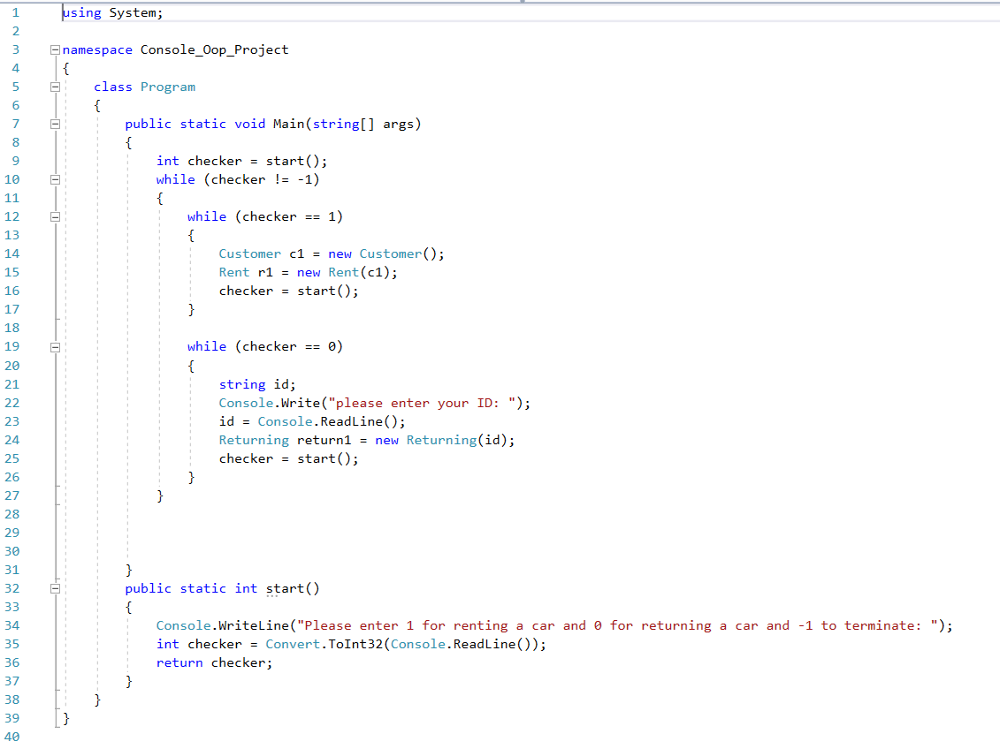 1 using System;
2
3 namespace Console_Oop_Project
4 {
5 class Program
6 {
7 public static void Main(string[] args)
8 {
9 int checker = start();
10 while (checker != -1)
11 {
12 while (checker == 1)
13 {
14 Customer c1 = new Customer();
15 Rent r1 = new Rent(c1);
16 checker = start();
17 }
18
19 while (checker == 0)
20 {
21 string id;
22 Console.Write("please enter your ID: ");
23 id = Console.ReadLine();
24 Returning return1 = new Returning(id);
25 checker = start();
26 }
27 }
28
29
30
31 }
32 public static int start()
33 {
34 Console.WriteLine("Please enter 1 for renting a car and 0 for returning a car and -1 to terminate: ");
35 int checker = Convert.ToInt32(Console.ReadLine());
36 return checker;
37 }
38 }
39 }
40